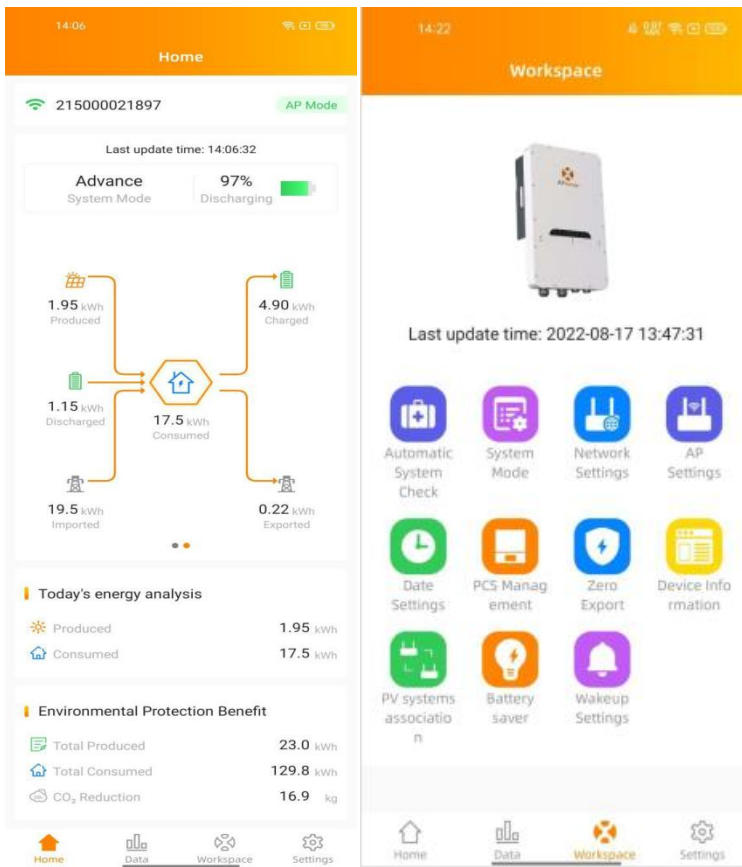 14:06
Home
215000021897
AP Mode
Last update time: 14:06:32
Advance
System Mode
97%
Discharging
1.95 kWh
Produced
4.90 kWh
Charged
1.15 kWh
Discharged
17.5 kWh
Consumed
19.5 kWh
Imported
0.22 kWh
Exported
Today's energy analysis
Produced
1.95 kWh
Consumed
17.5 kWh
Environmental Protection Benefit
Total Produced
23.0 kWh
Total Consumed
129.8 kWh
CO₂ Reduction
16.9 kg
Home
Data
Workspace
Settings
14:22
Workspace
Last update time: 2022-08-17 13:47:31
Automatic
System
Check
System
Mode
Network
Settings
AP
Settings
Date
Settings
PCS Manag
ement
Zero
Export
Device Info
rmation
PV systems
associatio
n
Battery
saver
Wakeup
Settings
Home
Data
Workspace
Settings